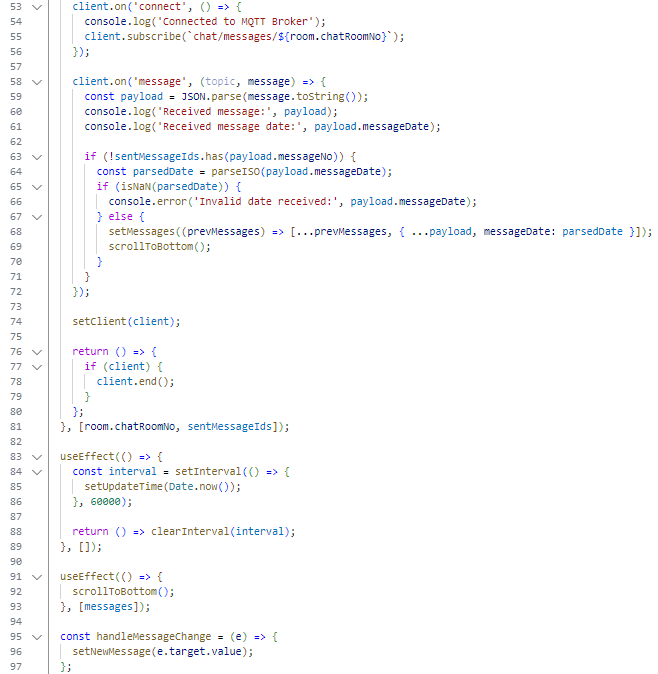 53 client.on('connect', () => {
54 console.log('Connected to MQTT Broker');
55 client.subscribe(`chat/messages/${room.chatRoomNo}`);
56 });
57
58 client.on('message', (topic, message) => {
59 const payload = JSON.parse(message.toString());
60 console.log('Received message:', payload);
61 console.log('Received message date:', payload.messageDate);
62
63 if (!sentMessageIds.has(payload.messageNo)) {
64 const parsedDate = parseISO(payload.messageDate);
65 if (isNaN(parsedDate)) {
66 console.error('Invalid date received:', payload.messageDate);
67 } else {
68 setMessages((prevMessages) => [...prevMessages, { ...payload, messageDate: parsedDate }]);
69 scrollToBottom();
70 }
71 }
72 });
73
74 setClient(client);
75
76 return () => {
77 if (client) {
78 client.end();
79 }
80 };
81 }, [room.chatRoomNo, sentMessageIds]);
82
83 useEffect(() => {
84 const interval = setInterval(() => {
85 setUpdateTime(Date.now());
86 }, 60000);
87
88 return () => clearInterval(interval);
89 }, []);
90
91 useEffect(() => {
92 scrollToBottom();
93 }, [messages]);
94
95 const handleMessageChange = (e) => {
96 setNewMessage(e.target.value);
97 };